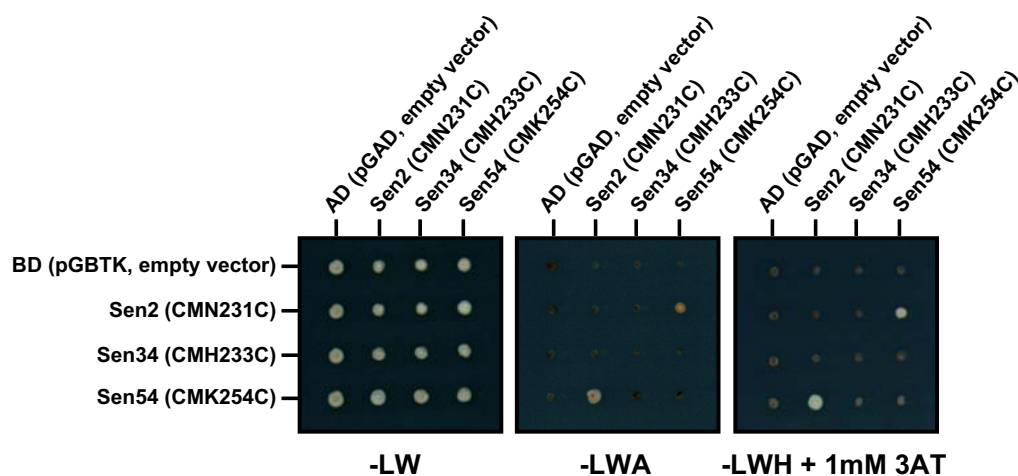 AD (pGAD, empty vector)
Sen2 (CMN231C)
Sen34 (CMH233C)
Sen54 (CMK254C)
AD (pGAD, empty vector)
Sen2 (CMN231C)
Sen34 (CMH233C)
Sen54 (CMK254C)
AD (pGAD, empty vector)
Sen2 (CMN231C)
Sen34 (CMH233C)
Sen54 (CMK254C)
BD (pGBTK, empty vector)
Sen2 (CMN231C)
Sen34 (CMH233C)
Sen54 (CMK254C)
-LW
-LWA
-LWH + 1mM 3AT